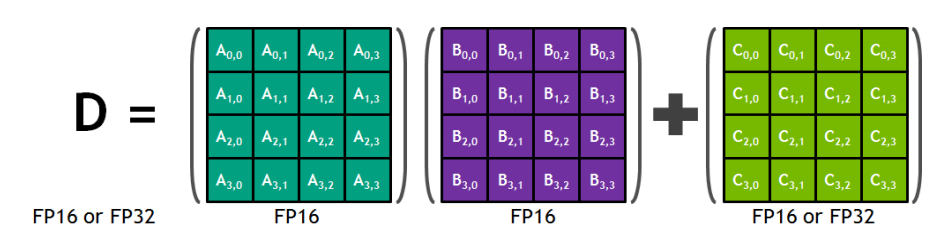 A0,0 A0,1 A0,2 A0,3 B0,0 B0,1 B0,2 B0,3 C0,0 C0,1 C0,2 C0,3
A1,0 A1,1 A1,2 A1,3 B1,0 B1,1 B1,2 B1,3 C1,0 C1,1 C1,2 C1,3
D = +
A2,0 A2,1 A2,2 A2,3 B2,0 B2,1 B2,2 B2,3 C2,0 C2,1 C2,2 C2,3
A3,0 A3,1 A3,2 A3,3 B3,0 B3,1 B3,2 B3,3 C3,0 C3,1 C3,2 C3,3
FP16 or FP32 FP16 FP16 FP16 or FP32